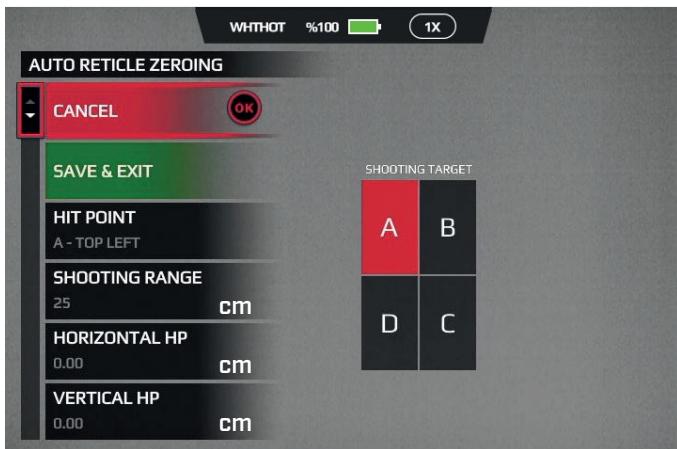 WHTHOT %100 1X
AUTO RETICLE ZEROING
CANCEL OK
SAVE & EXIT
HIT POINT
A - TOP LEFT
SHOOTING RANGE
25 cm
HORIZONTAL HP
0.00 cm
VERTICAL HP
0.00 cm
SHOOTING TARGET
A B
D C